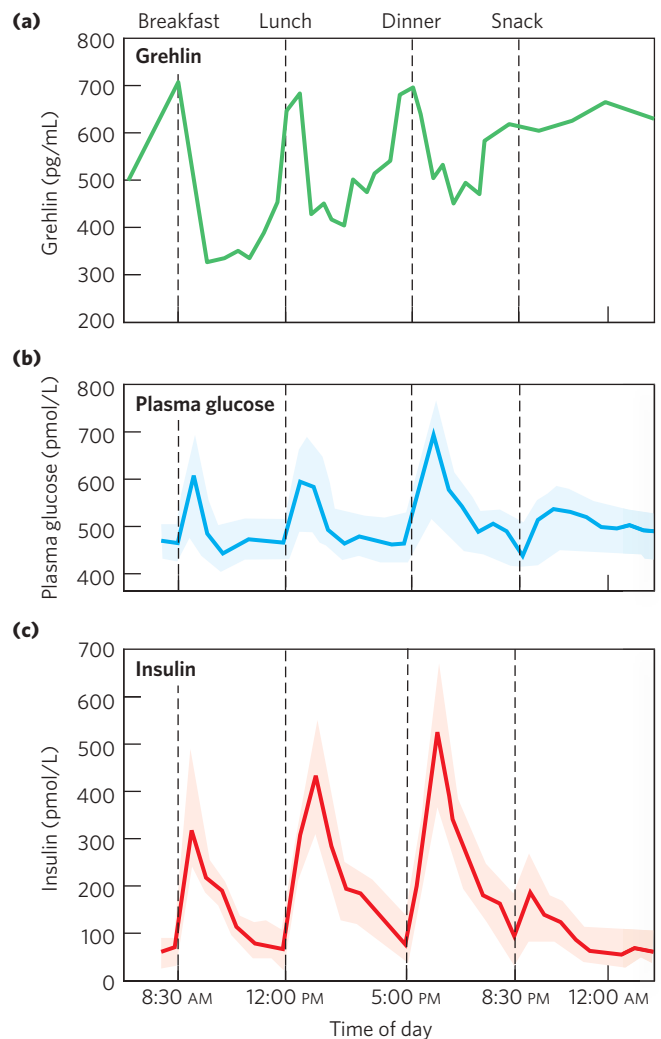 Breakfast Lunch Dinner Snack
(a)
800
Grehlin
700
600
500
400
300
200
Grehlin (pg/mL)
(b)
800
Plasma glucose
700
600
500
400
Plasma glucose (pmol/L)
(c)
700
Insulin
600
500
400
300
200
100
0
Insulin (pmol/L)
8:30 AM 12:00 PM 5:00 PM 8:30 PM 12:00 AM
Time of day